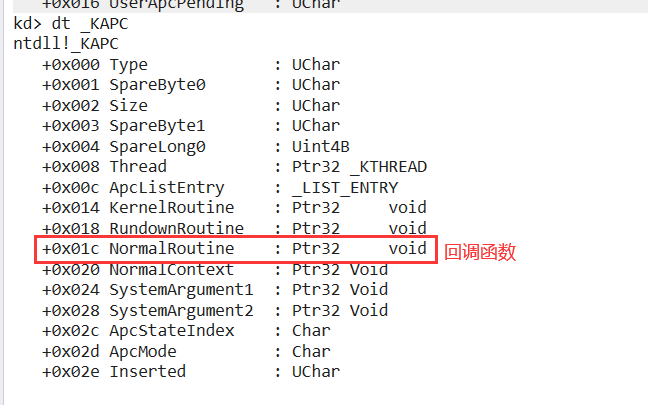 +0x016 UserApcPending : UChar
kd> dt _KAPC
ntdll!_KAPC
+0x000 Type : UChar
+0x001 SpareByte0 : UChar
+0x002 Size : UChar
+0x003 SpareByte1 : UChar
+0x004 SpareLong0 : Uint4B
+0x008 Thread : Ptr32 _KTHREAD
+0x00c ApcListEntry : _LIST_ENTRY
+0x014 KernelRoutine : Ptr32 void
+0x018 RundownRoutine : Ptr32 void
+0x01c NormalRoutine : Ptr32 void 回调函数
+0x020 NormalContext : Ptr32 Void
+0x024 SystemArgument1 : Ptr32 Void
+0x028 SystemArgument2 : Ptr32 Void
+0x02c ApcStateIndex : Char
+0x02d ApcMode : Char
+0x02e Inserted : UChar